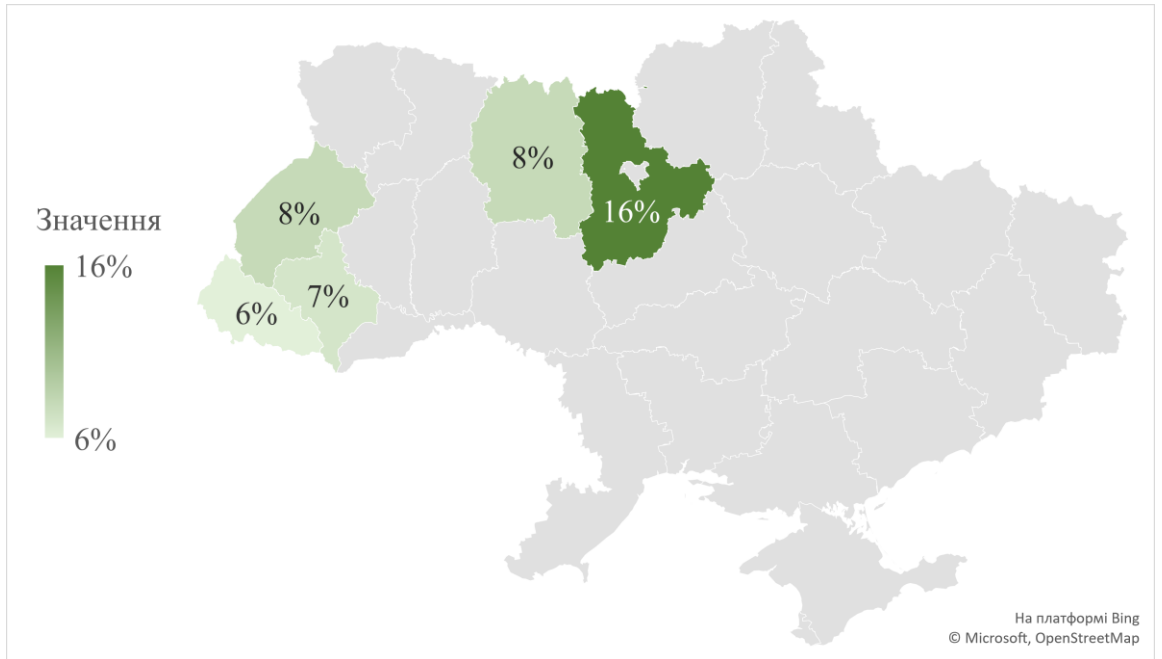 Значення
16%
6%
8%
16%
8%
7%
6%
На платформі Bing
© Microsoft, OpenStreetMap